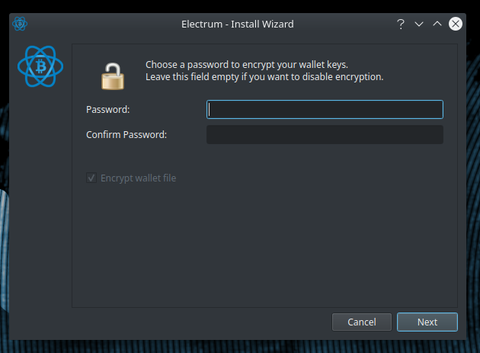 Electrum - Install Wizard
Choose a password to encrypt your wallet keys.
Leave this field empty if you want to disable encryption.
Password:
Confirm Password:
Encrypt wallet file
Cancel
Next